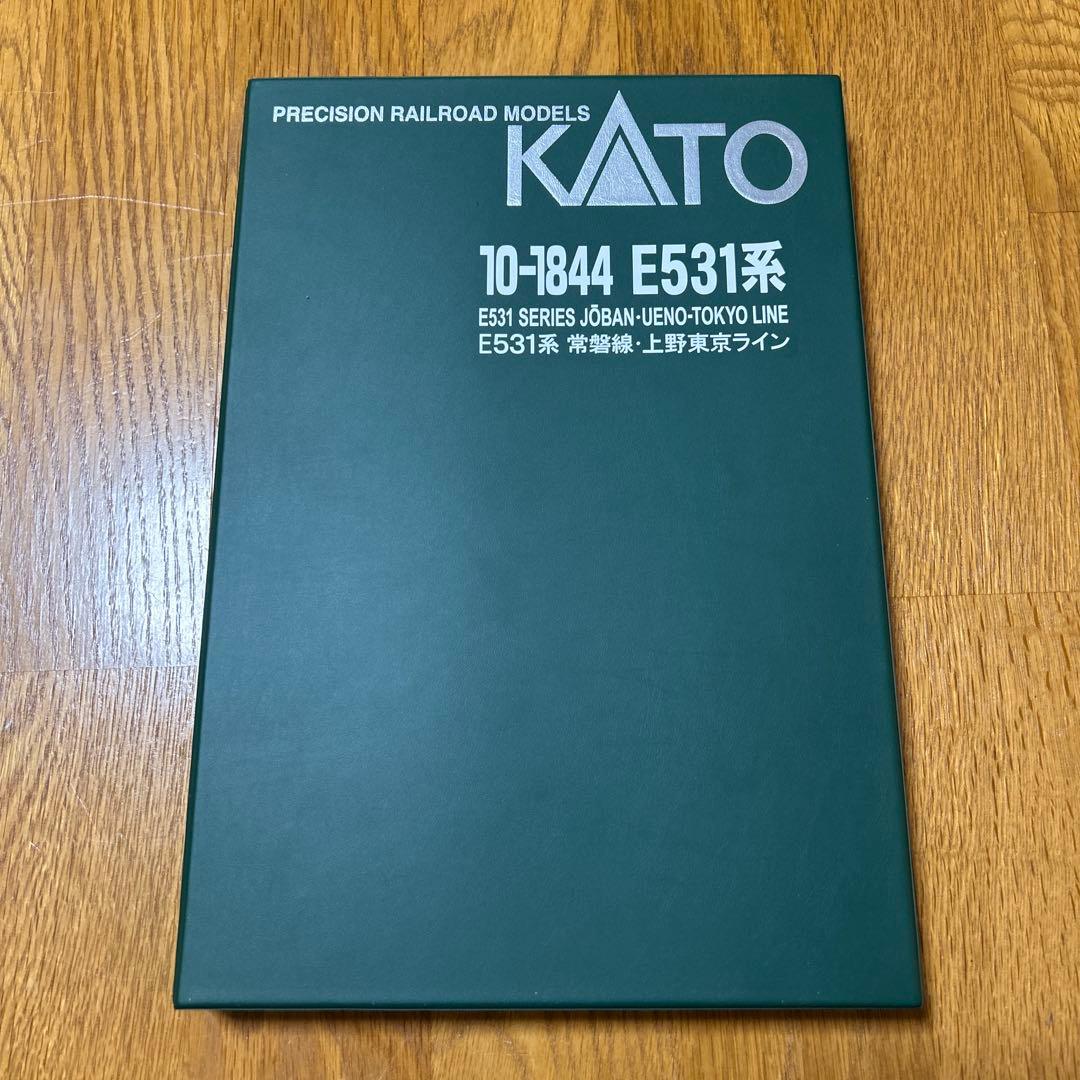 PRECISION RAILROAD MODELS
KATO
10-1844 E531系
E531 SERIES JŌBAN・UENO-TOKYO LINE
E531系 常磐線・上野東京ライン